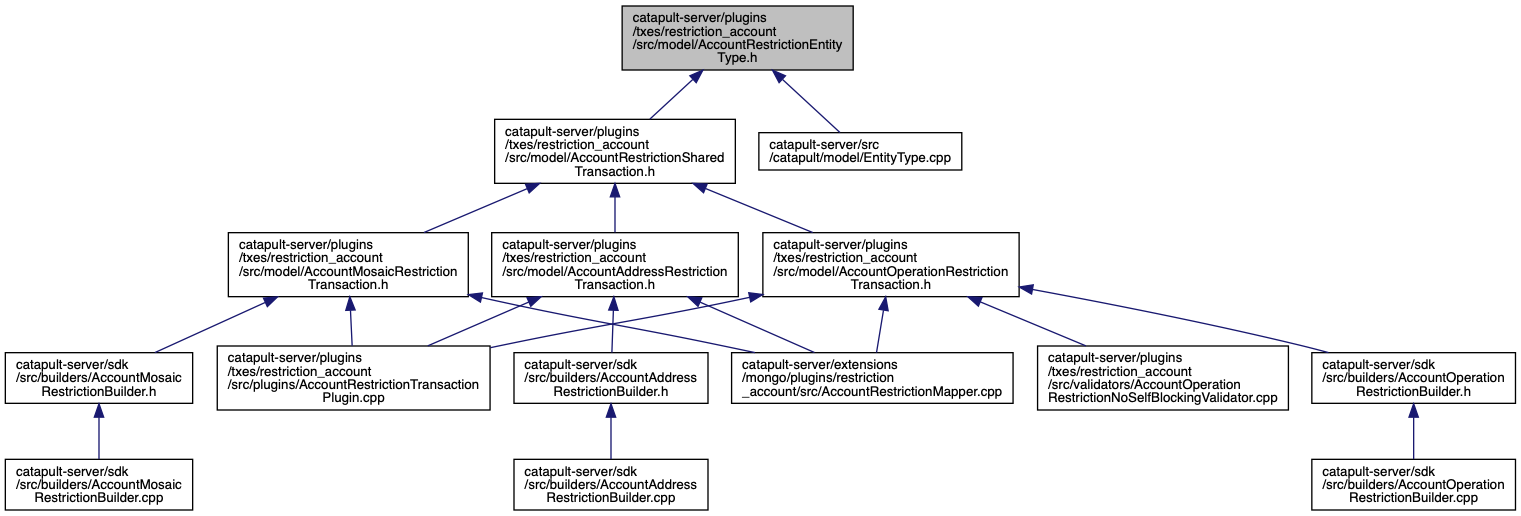 catapult-server/plugins
/txes/restriction_account
/src/model/AccountRestrictionEntity
Type.h
catapult-server/plugins
/txes/restriction_account
/src/model/AccountRestrictionShared
Transaction.h
catapult-server/src
/catapult/model/EntityType.cpp
catapult-server/plugins
/txes/restriction_account
/src/model/AccountMosaicRestriction
Transaction.h
catapult-server/plugins
/txes/restriction_account
/src/model/AccountAddressRestriction
Transaction.h
catapult-server/plugins
/txes/restriction_account
/src/model/AccountOperationRestriction
Transaction.h
catapult-server/sdk
/src/builders/AccountMosaic
RestrictionBuilder.h
catapult-server/plugins
/txes/restriction_account
/src/plugins/AccountRestrictionTransaction
Plugin.cpp
catapult-server/sdk
/src/builders/AccountAddress
RestrictionBuilder.h
catapult-server/extensions
/mongo/plugins/restriction
_account/src/AccountRestrictionMapper.cpp
catapult-server/plugins
/txes/restriction_account
/src/validators/AccountOperation
RestrictionNoSelfBlockingValidator.cpp
catapult-server/sdk
/src/builders/AccountOperation
RestrictionBuilder.h
catapult-server/sdk
/src/builders/AccountMosaic
RestrictionBuilder.cpp
catapult-server/sdk
/src/builders/AccountAddress
RestrictionBuilder.cpp
catapult-server/sdk
/src/builders/AccountOperation
RestrictionBuilder.cpp